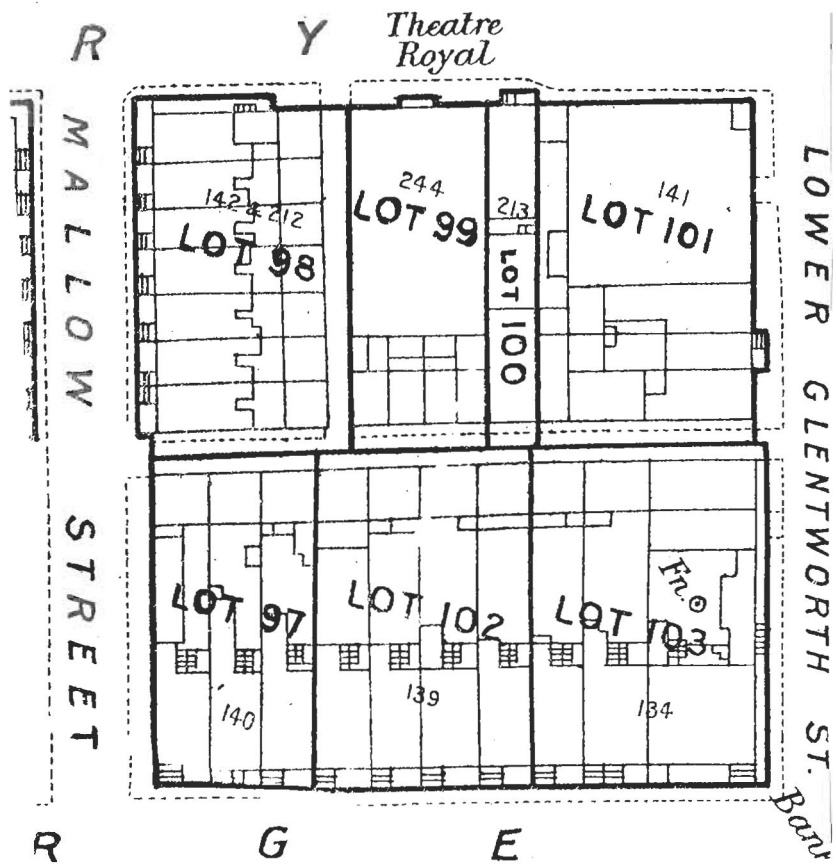 R Y
Theatre
Royal
MALLOW STREET
142 & 212
LOT 98
244
LOT 99
213
LOT 100
141
LOT 101
LOWER GLENTWORTH ST.
LOT 97
140
LOT 102
139
Fn.
LOT 103
134
R G E